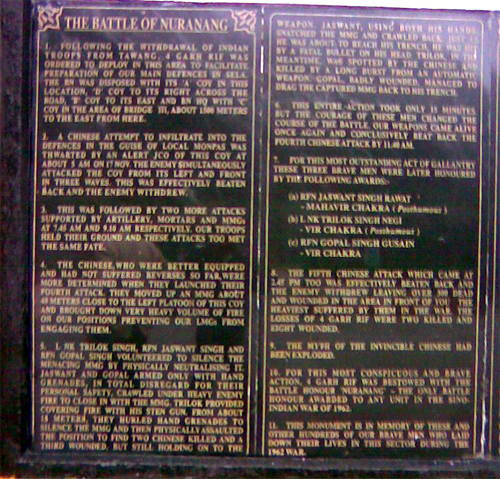 THE BATTLE OF NURANANG
1. FOLLOWING THE WITHDRAWAL OF INDIAN
TROOPS FROM TAWANG, 4 GARH RIF WAS
ORDERED TO DEPLOY IN THIS AREA TO FACILITATE
PREPARATION OF OUR MAIN DEFENCES IN SELA.
THE BN WAS DISPOSED WITH ITS 'A' COY IN THIS
LOCATION, 'D' COY TO ITS RIGHT ACROSS THE
ROAD, 'B' COY TO ITS EAST AND BN HQ WITH 'C'
COY IN THE AREA OF BRIDGE III, ABOUT 1500 METERS
TO THE EAST FROM HERE.
2. A CHINESE ATTEMPT TO INFILTRATE INTO THE
DEFENCES IN THE GUISE OF LOCAL MONPAS WAS
THWARTED BY AN ALERT JCO OF THIS COY AT
ABOUT 5 AM ON 17 NOV. THE ENEMY SIMULTANEOUSLY
ATTACKED THE COY FROM ITS LEFT AND FRONT
IN THREE WAVES. THIS WAS EFFECTIVELY BEATEN
BACK AND THE ENEMY WITHDREW.
3. THIS WAS FOLLOWED BY TWO MORE ATTACKS
SUPPORTED BY ARTILLERY, MORTARS AND MMGs
AT 7.45 AM AND 9.10 AM RESPECTIVELY. OUR TROOPS
HELD THEIR GROUND AND THESE ATTACKS TOO MET
THE SAME FATE.
4. THE CHINESE, WHO WERE BETTER EQUIPPED
AND HAD NOT SUFFERED REVERSES SO FAR, WERE
MORE DETERMINED WHEN THEY LAUNCHED THEIR
FOURTH ATTACK. THEY MOVED UP AN MMG ABOUT
40 METERS CLOSE TO THE LEFT PLATOON OF THIS COY
AND BROUGHT DOWN VERY HEAVY VOLUME OF FIRE
ON OUR POSITIONS PREVENTING OUR LMGs FROM
ENGAGING THEM.
5. L NK TRILOK SINGH, RFN JASWANT SINGH AND
RFN GOPAL SINGH VOLUNTEERED TO SILENCE THE
MENACING MMG BY PHYSICALLY NEUTRALISING IT.
JASWANT AND GOPAL ARMED ONLY WITH HAND
GRENADES, IN TOTAL DISREGARD FOR THEIR
PERSONAL SAFETY, CRAWLED UNDER HEAVY ENEMY
FIRE TO CLOSE IN WITH THE MMG. TRILOK PROVIDED
COVERING FIRE WITH HIS STEN GUN. FROM ABOUT
15 METERS THEY HURLED HAND GRENADES TO
SILENCE THE MMG AND THEN PHYSICALLY ASSAULTED
THE POSITION TO FIND TWO CHINESE KILLED AND A
THIRD WOUNDED, BUT STILL HOLDING ON TO THE
WEAPON. JASWANT, USING BOTH HIS HANDS
SNATCHED THE MMG AND CRAWLED BACK. JUST AS
HE WAS ABOUT TO REACH HIS TRENCH, HE WAS HIT
BY A FATAL BULLET ON HIS HEAD. TRILOK, IN THE
MEANTIME, WAS SPOTTED BY THE CHINESE AND
KILLED BY A LONG BURST FROM AN AUTOMATIC
WEAPON. GOPAL, BADLY WOUNDED, MANAGED TO
DRAG THE CAPTURED MMG BACK TO HIS TRENCH.
6. THIS ENTIRE ACTION TOOK ONLY 15 MINUTES
BUT THE COURAGE OF THESE MEN CHANGED THE
COURSE OF THE BATTLE. OUR WEAPONS CAME ALIVE
ONCE AGAIN AND CONCLUSIVELY BEAT BACK THE
FOURTH CHINESE ATTACK BY 11.40 AM.
7. FOR THIS MOST OUTSTANDING ACT OF GALLANTRY
THESE THREE BRAVE MEN WERE LATER HONOURED
BY THE FOLLOWING AWARDS:-
(a) RFN JASWANT SINGH RAWAT
- MAHAVIR CHAKRA (Posthumous)
(b) L NK TRILOK SINGH NEGI
- VIR CHAKRA (Posthumous)
(c) RFN GOPAL SINGH GUSAIN
- VIR CHAKRA
8. THE FIFTH CHINESE ATTACK WHICH CAME AT
2.45 PM TOO WAS EFFECTIVELY BEATEN BACK AND
THE ENEMY WITHDREW LEAVING OVER 300 DEAD
AND WOUNDED IN THE AREA IN FRONT OF YOU THE
HEAVIEST SUFFERED BY THEM IN THE WAR. THE
LOSSES OF 4 GARH RIF WERE TWO KILLED AND
EIGHT WOUNDED.
9. THE MYTH OF THE INVINCIBLE CHINESE HAD
BEEN EXPLODED.
10. FOR THIS MOST CONSPICUOUS AND BRAVE
ACTION, 4 GARH RIF WAS BESTOWED WITH THE
BATTLE HONOUR 'NURANANG' - THE ONLY BATTLE
HONOUR AWARDED TO ANY UNIT IN THE SINO-
INDIAN WAR OF 1962.
11. THIS MONUMENT IS IN MEMORY OF THESE AND
OTHER HUNDREDS OF OUR BRAVE MEN WHO LAID
DOWN THEIR LIVES IN THIS SECTOR DURING THE
1962 WAR.